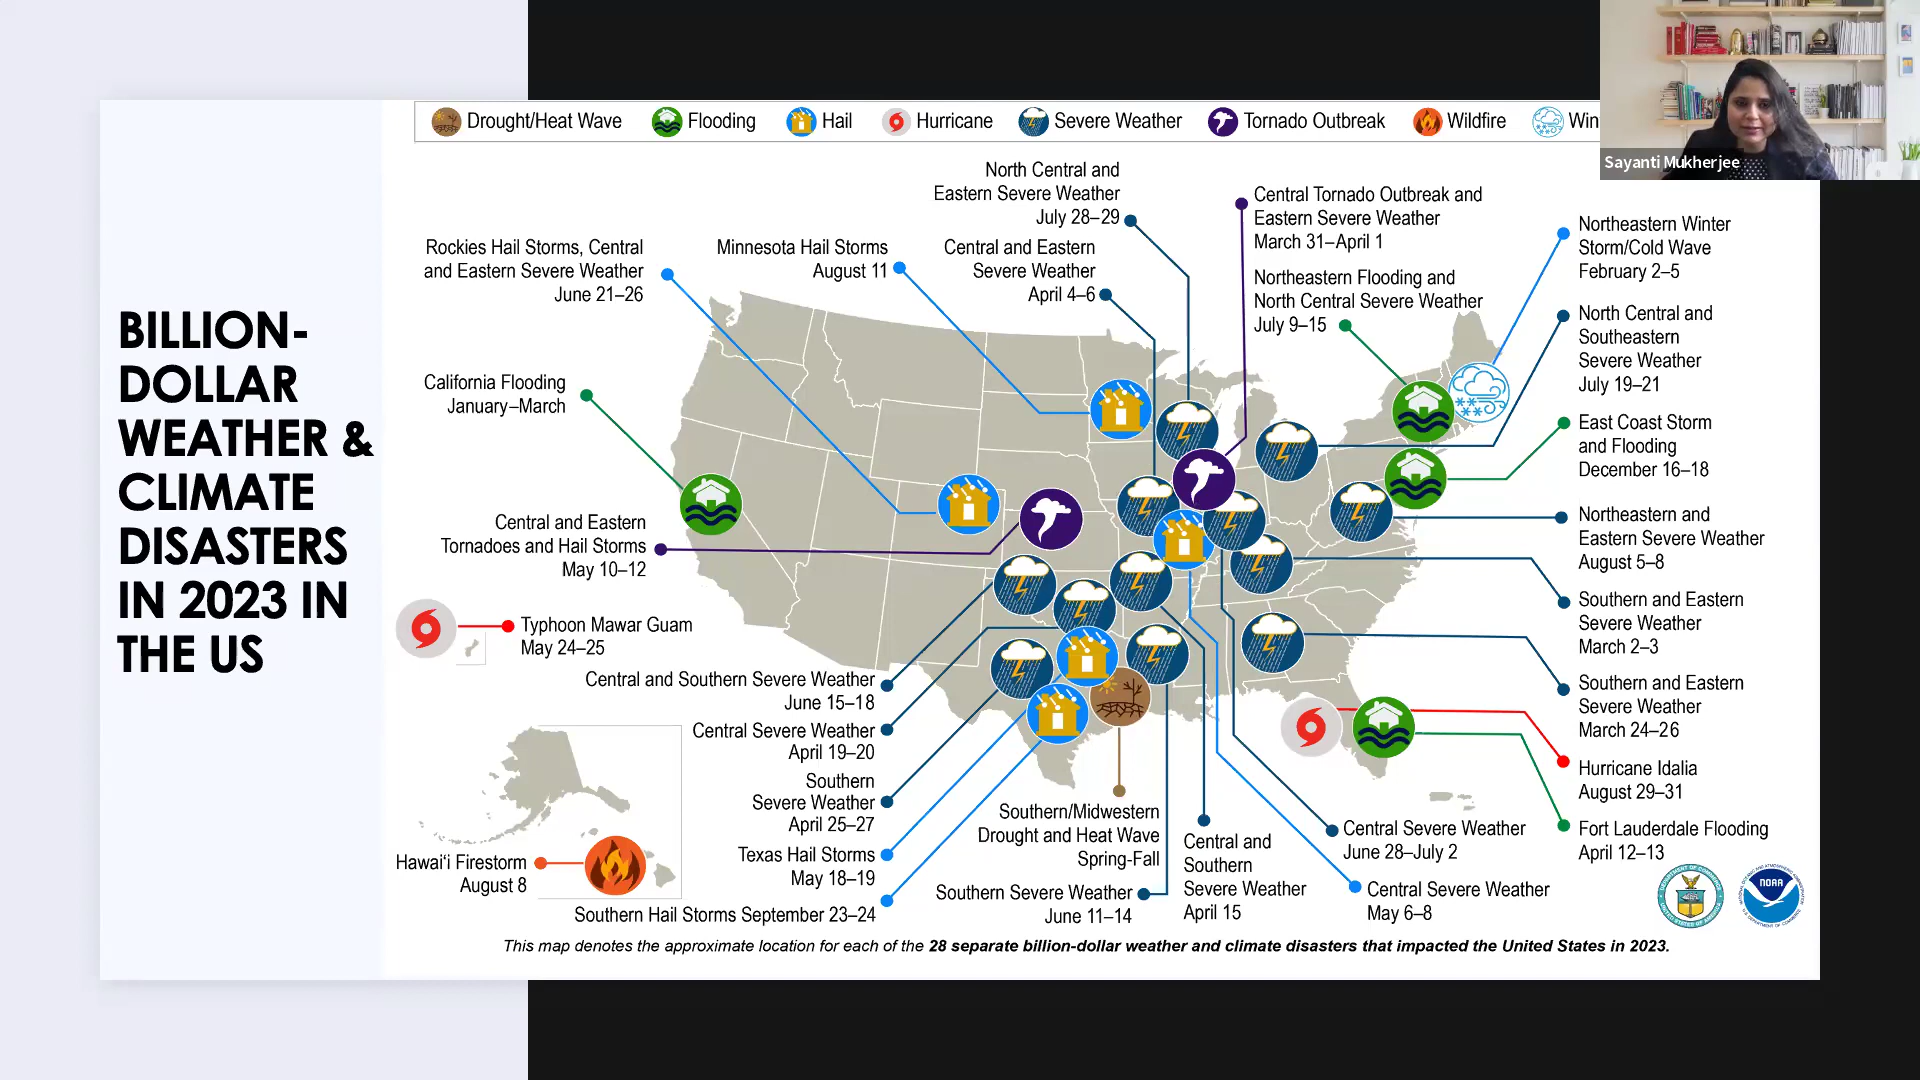 BILLION-
DOLLAR
WEATHER &
CLIMATE
DISASTERS
IN 2023 IN
THE US
Drought/Heat Wave
Flooding
Hail
Hurricane
Severe Weather
Tornado Outbreak
Wildfire
Win
Sayanti Mukherjee
North Central and
Eastern Severe Weather
July 28–29
Central Tornado Outbreak and
Eastern Severe Weather
March 31–April 1
Northeastern Winter
Storm/Cold Wave
February 2–5
Rockies Hail Storms, Central
and Eastern Severe Weather
June 21–26
Minnesota Hail Storms
August 11
Central and Eastern
Severe Weather
April 4–6
Northeastern Flooding and
North Central Severe Weather
July 9–15
North Central and
Southeastern
Severe Weather
July 19–21
California Flooding
January–March
East Coast Storm
and Flooding
December 16–18
Central and Eastern
Tornadoes and Hail Storms
May 10–12
Northeastern and
Eastern Severe Weather
August 5–8
Southern and Eastern
Severe Weather
March 2–3
Typhoon Mawar Guam
May 24–25
Central and Southern Severe Weather
June 15–18
Southern and Eastern
Severe Weather
March 24–26
Central Severe Weather
April 19–20
Hurricane Idalia
August 29–31
Southern
Severe Weather
April 25–27
Southern/Midwestern
Drought and Heat Wave
Spring-Fall
Central and
Southern
Severe Weather
April 15
Central Severe Weather
June 28–July 2
Fort Lauderdale Flooding
April 12–13
Hawaiʻi Firestorm
August 8
Texas Hail Storms
May 18–19
Southern Severe Weather
June 11–14
Central Severe Weather
May 6–8
Southern Hail Storms September 23–24
NOAA
This map denotes the approximate location for each of the 28 separate billion-dollar weather and climate disasters that impacted the United States in 2023.